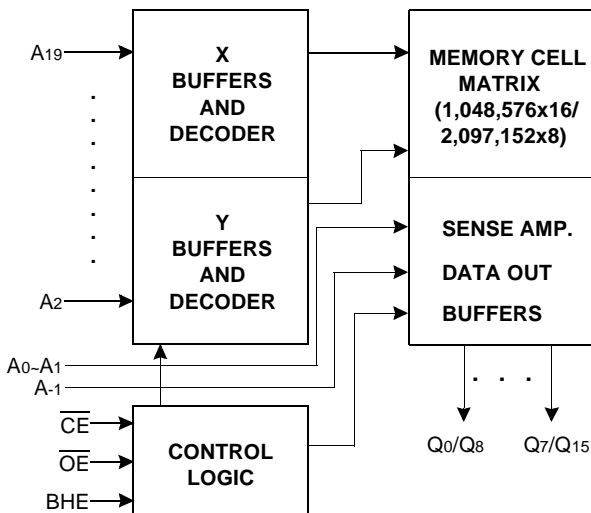 A19
X
BUFFERS
AND
DECODER
MEMORY CELL
MATRIX
(1,048,576x16/
2,097,152x8)
Y
BUFFERS
AND
DECODER
A2
SENSE AMP.
DATA OUT
BUFFERS
A0~A1
A-1
CE
OE
BHE
CONTROL
LOGIC
Q0/Q8
Q7/Q15